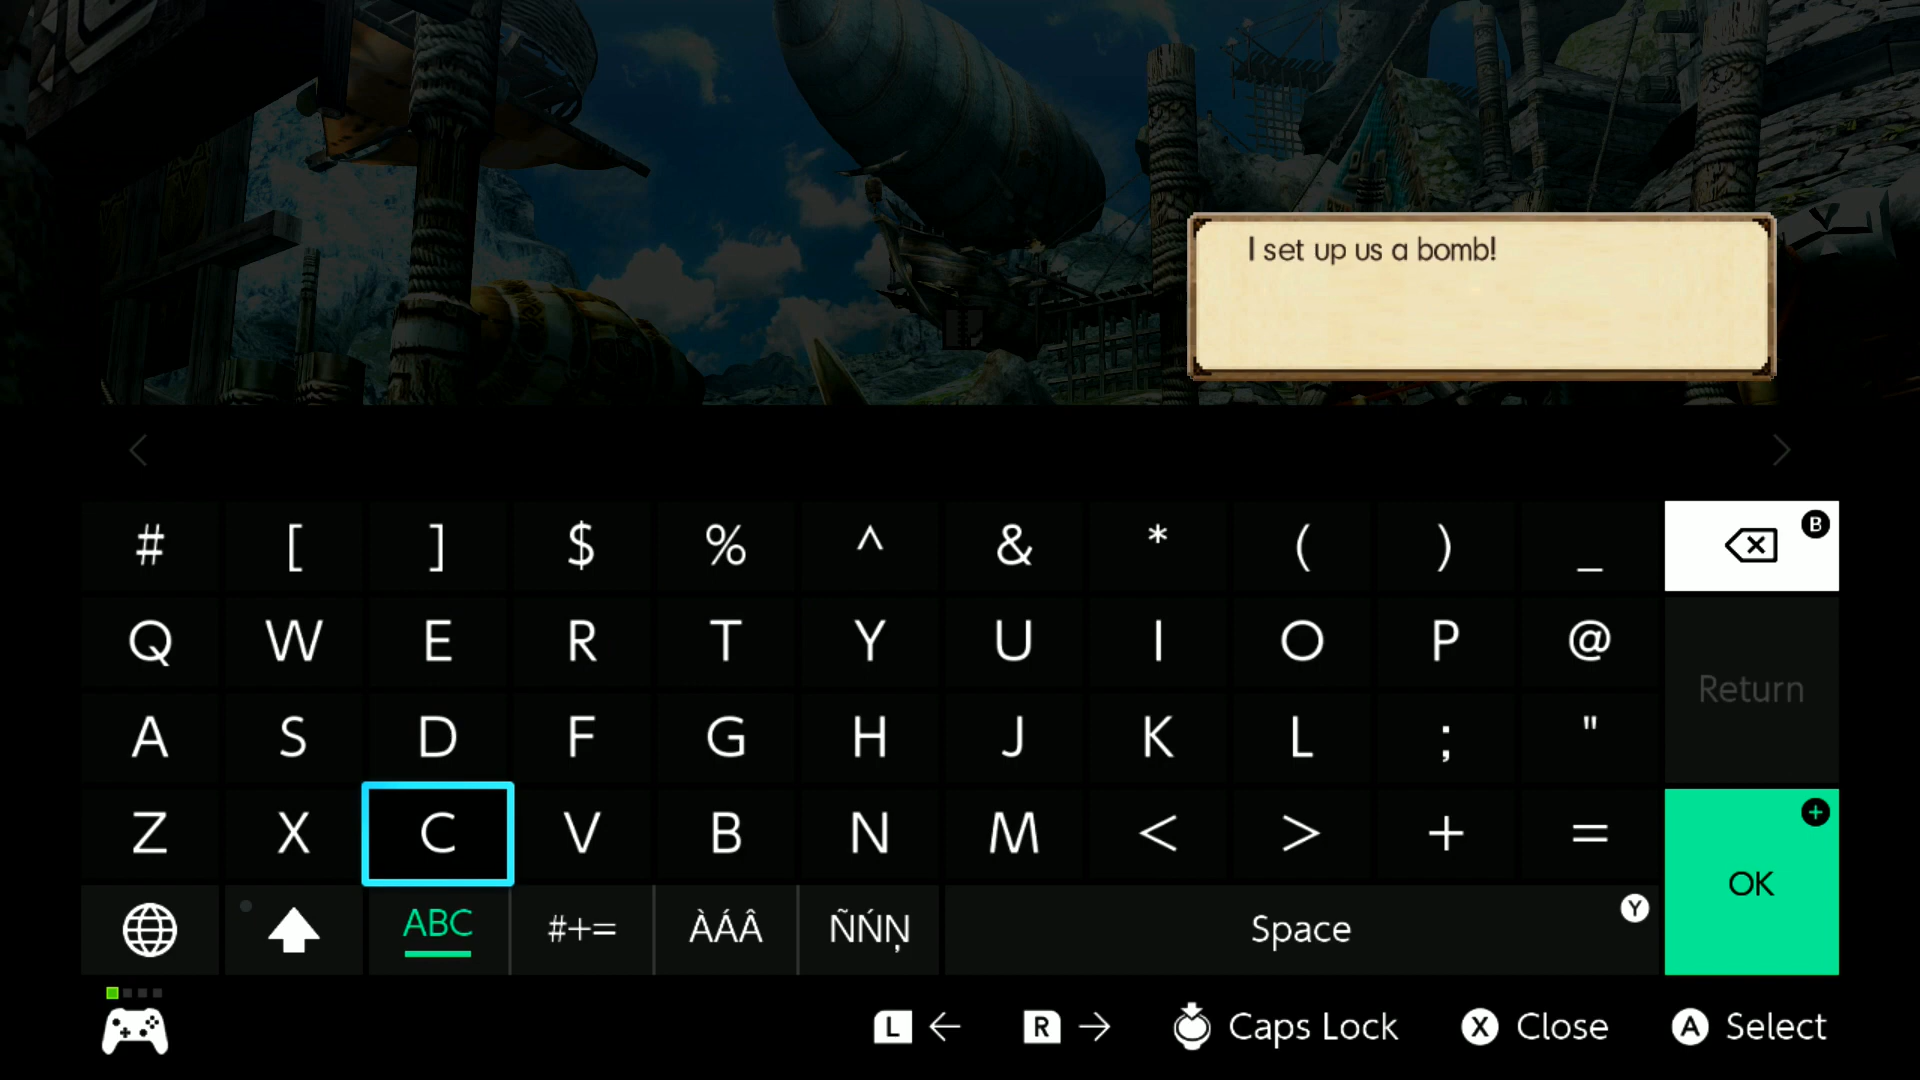 I set up us a bomb!
# [ ] $ % ^ & * ( ) _ B
Q W E R T Y U I O P @ Return
A S D F G H J K L ; "
Z X C V B N M < > + = + OK
ABC #+= ÀÁÂ ÑŃŅ Space Y
L ← R → Caps Lock X Close A Select